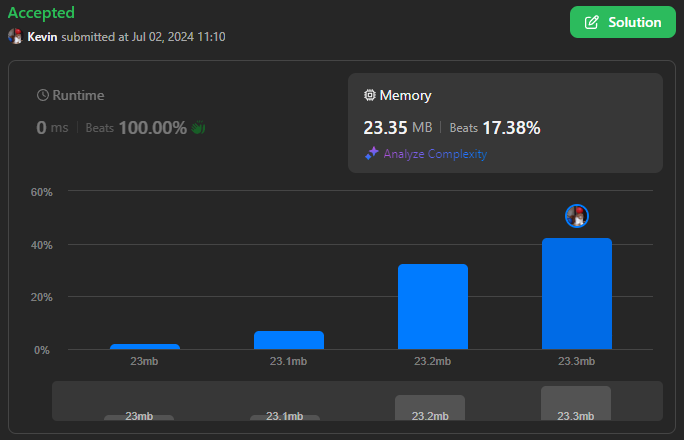 Accepted
Kevin submitted at Jul 02, 2024 11:10
Solution
Runtime
0 ms Beats 100.00%
Memory
23.35 MB Beats 17.38%
Analyze Complexity
60%
40%
20%
0%
23mb 23.1mb 23.2mb 23.3mb
23mb 23.1mb 23.2mb 23.3mb